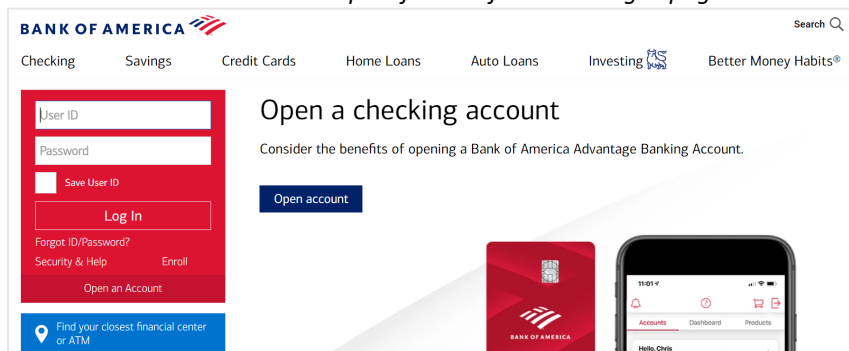 BANK OF AMERICA
Search
Checking Savings Credit Cards Home Loans Auto Loans Investing Better Money Habits®
User ID
Password
Save User ID
Log In
Forgot ID/Password?
Security & Help Enroll
Open an Account
Find your closest financial center
or ATM
Open a checking account
Consider the benefits of opening a Bank of America Advantage Banking Account.
Open account
BANK OF AMERICA
11:01
Accounts Dashboard Products
Hello, Chris